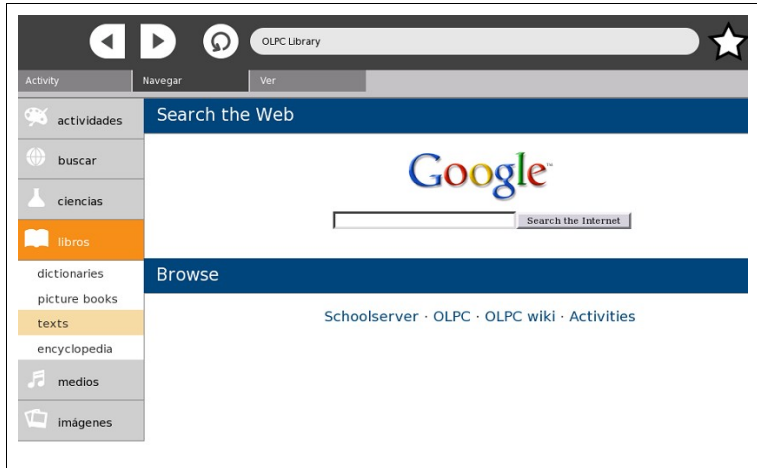 OLPC Library
Activity Navegar Ver
actividades
buscar
ciencias
libros
dictionaries
picture books
texts
encyclopedia
medios
imágenes
Search the Web
Google™
Search the Internet
Browse
Schoolserver · OLPC · OLPC wiki · Activities